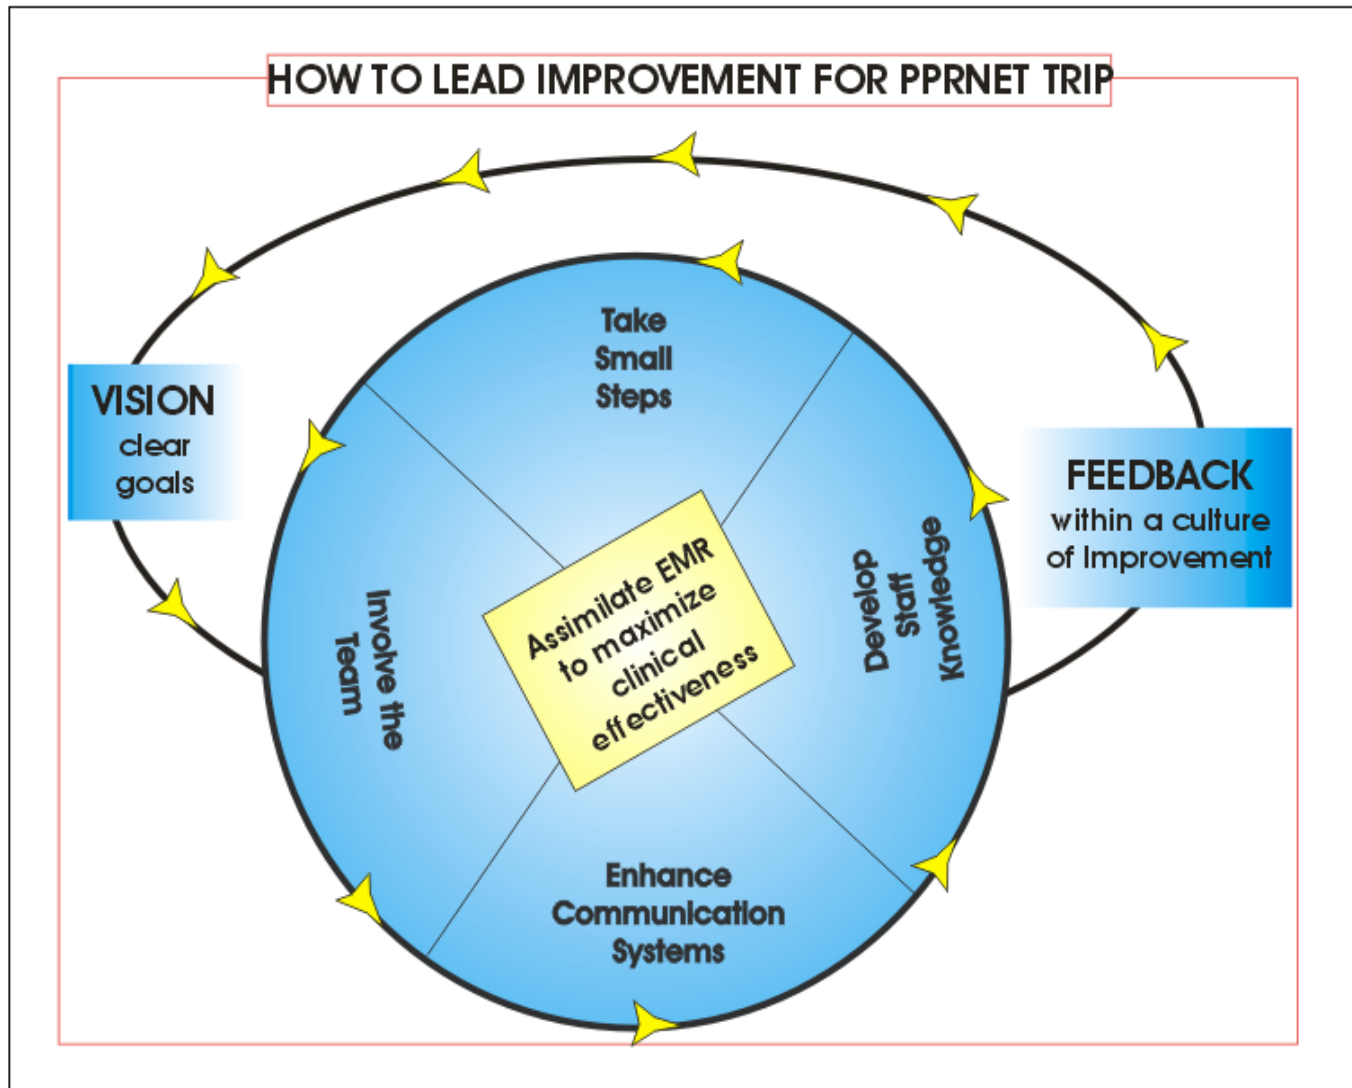 HOW TO LEAD IMPROVEMENT FOR PPRNET TRIP
Take
Small
Steps
VISION
clear
goals
FEEDBACK
within a culture
of Improvement
Develop
Staff
Knowledge
Assimilate EMR
to maximize
clinical
effectiveness
Involve the
Team
Enhance
Communication
Systems